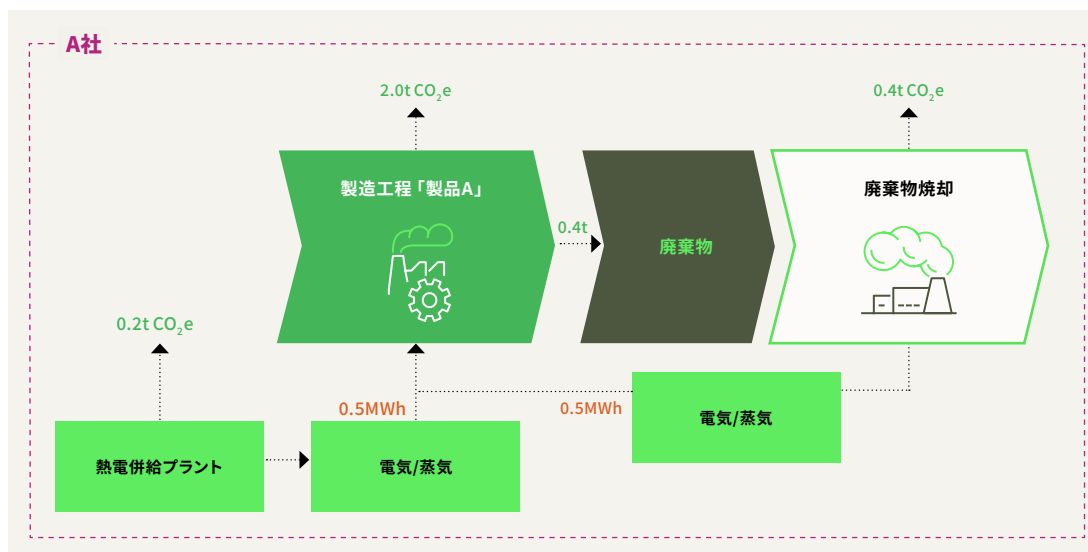 A社
2.0t CO₂e
0.4t CO₂e
製造工程「製品A」
廃棄物焼却
0.4t
廃棄物
0.2t CO₂e
0.5MWh
0.5MWh
電気/蒸気
熱電併給プラント
電気/蒸気